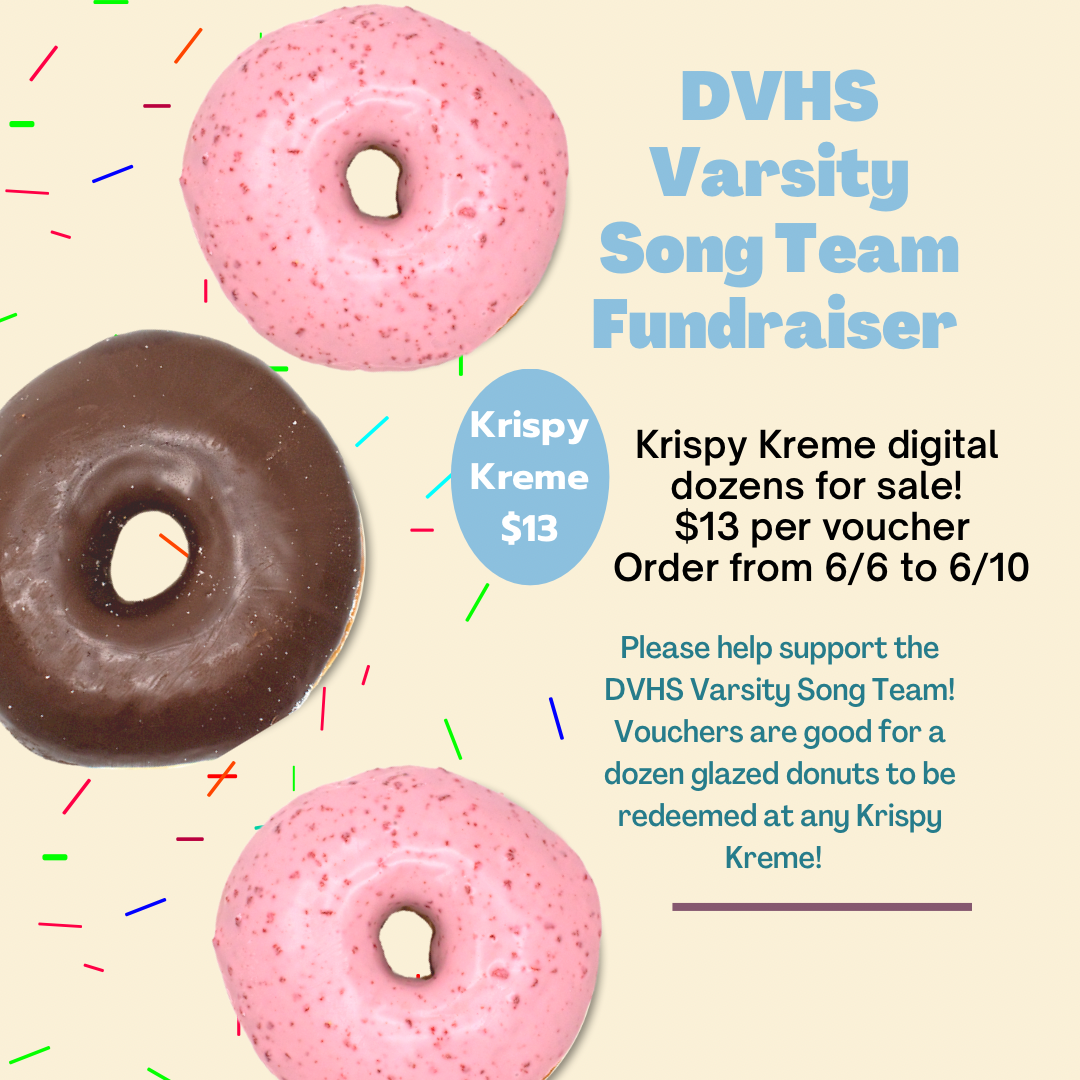 DVHS
Varsity
Song Team
Fundraiser
Krispy
Kreme
$13
Krispy Kreme digital
dozens for sale!
$13 per voucher
Order from 6/6 to 6/10
Please help support the
DVHS Varsity Song Team!
Vouchers are good for a
dozen glazed donuts to be
redeemed at any Krispy
Kreme!